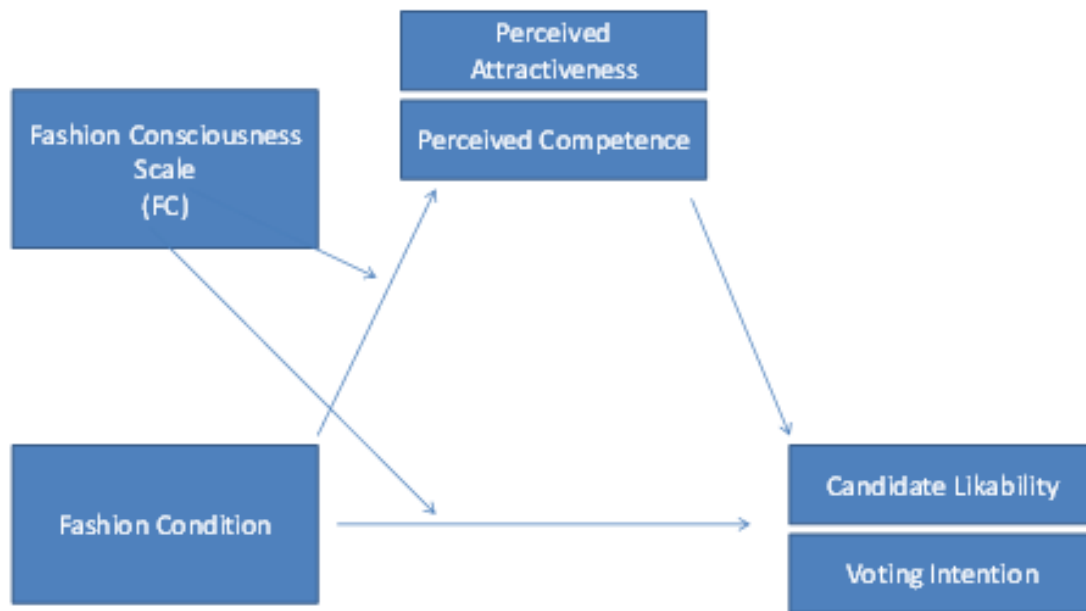 Perceived
Attractiveness
Perceived Competence
Fashion Consciousness
Scale
(FC)
Fashion Condition
Candidate Likability
Voting Intention